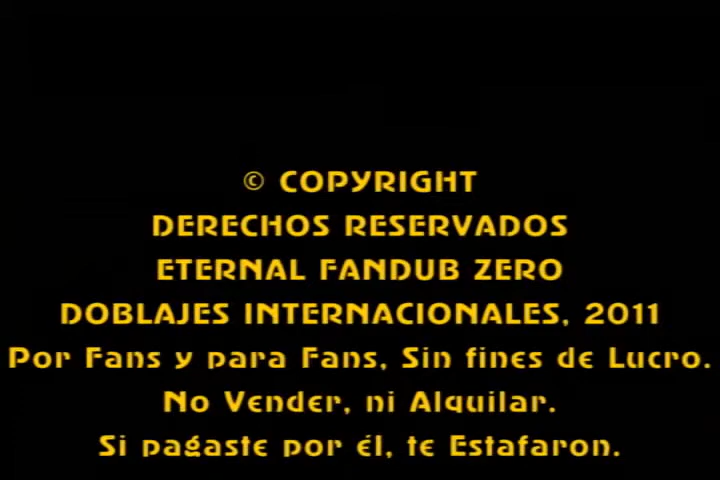 © COPYRIGHT
DERECHOS RESERVADOS
ETERNAL FANDUB ZERO
DOBLAJES INTERNACIONALES, 2011
Por Fans y para Fans, Sin fines de Lucro.
No Vender, ni Alquilar.
Si pagaste por él, te Estafaron.